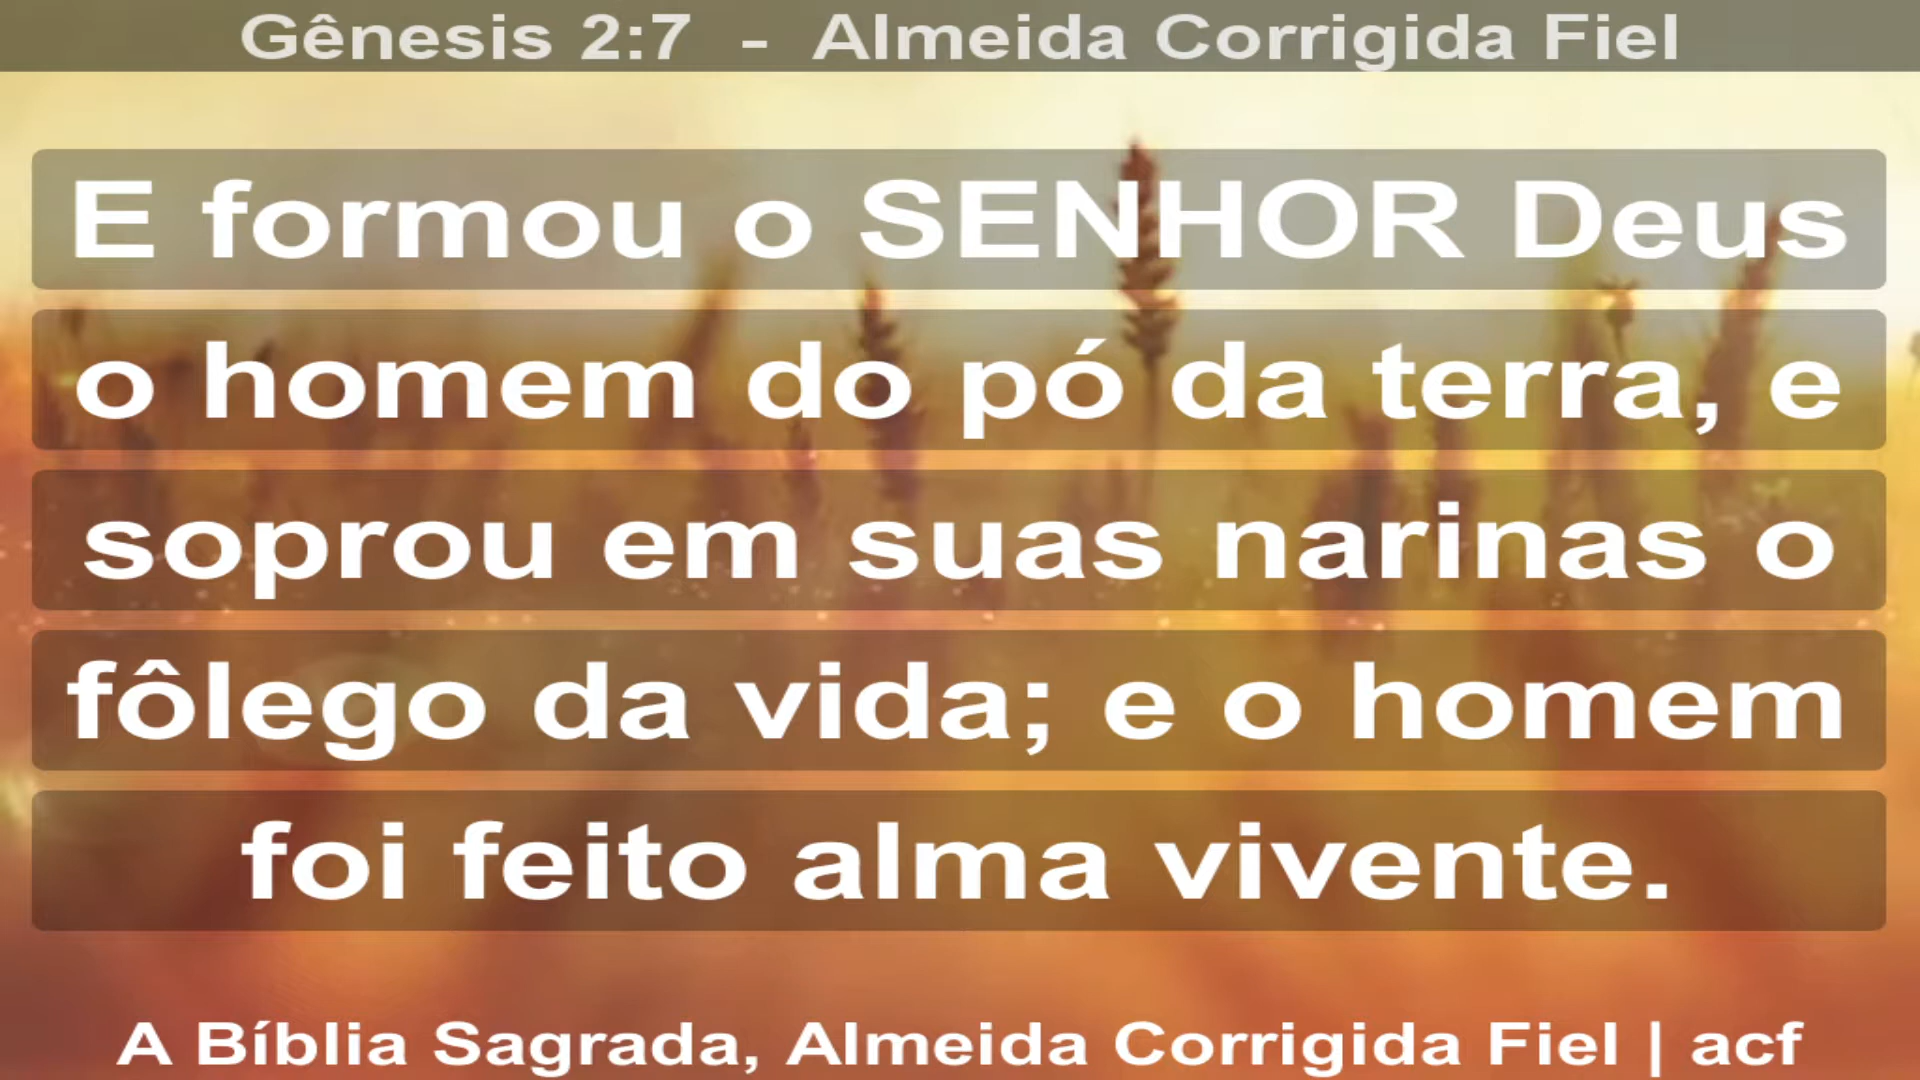 Gênesis 2:7 - Almeida Corrigida Fiel
E formou o SENHOR Deus
o homem do pó da terra, e
soprou em suas narinas o
fôlego da vida; e o homem
foi feito alma vivente.
A Bíblia Sagrada, Almeida Corrigida Fiel | acf